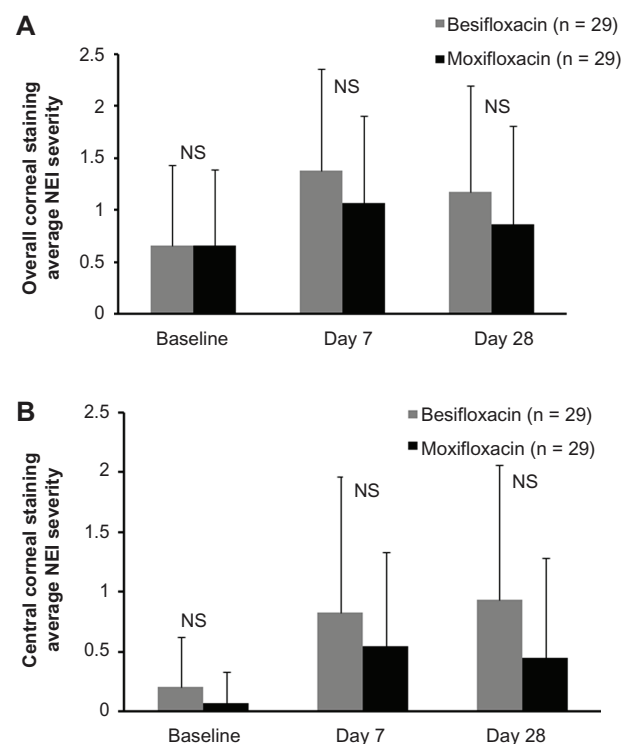 A
Besifloxacin (n = 29)
Moxifloxacin (n = 29)
Overall corneal staining
average NEI severity
2.5
2
1.5
1
0.5
0
NS
NS
NS
Baseline
Day 7
Day 28
B
Besifloxacin (n = 29)
Moxifloxacin (n = 29)
Central corneal staining
average NEI severity
2.5
2
1.5
1
0.5
0
NS
NS
NS
Baseline
Day 7
Day 28